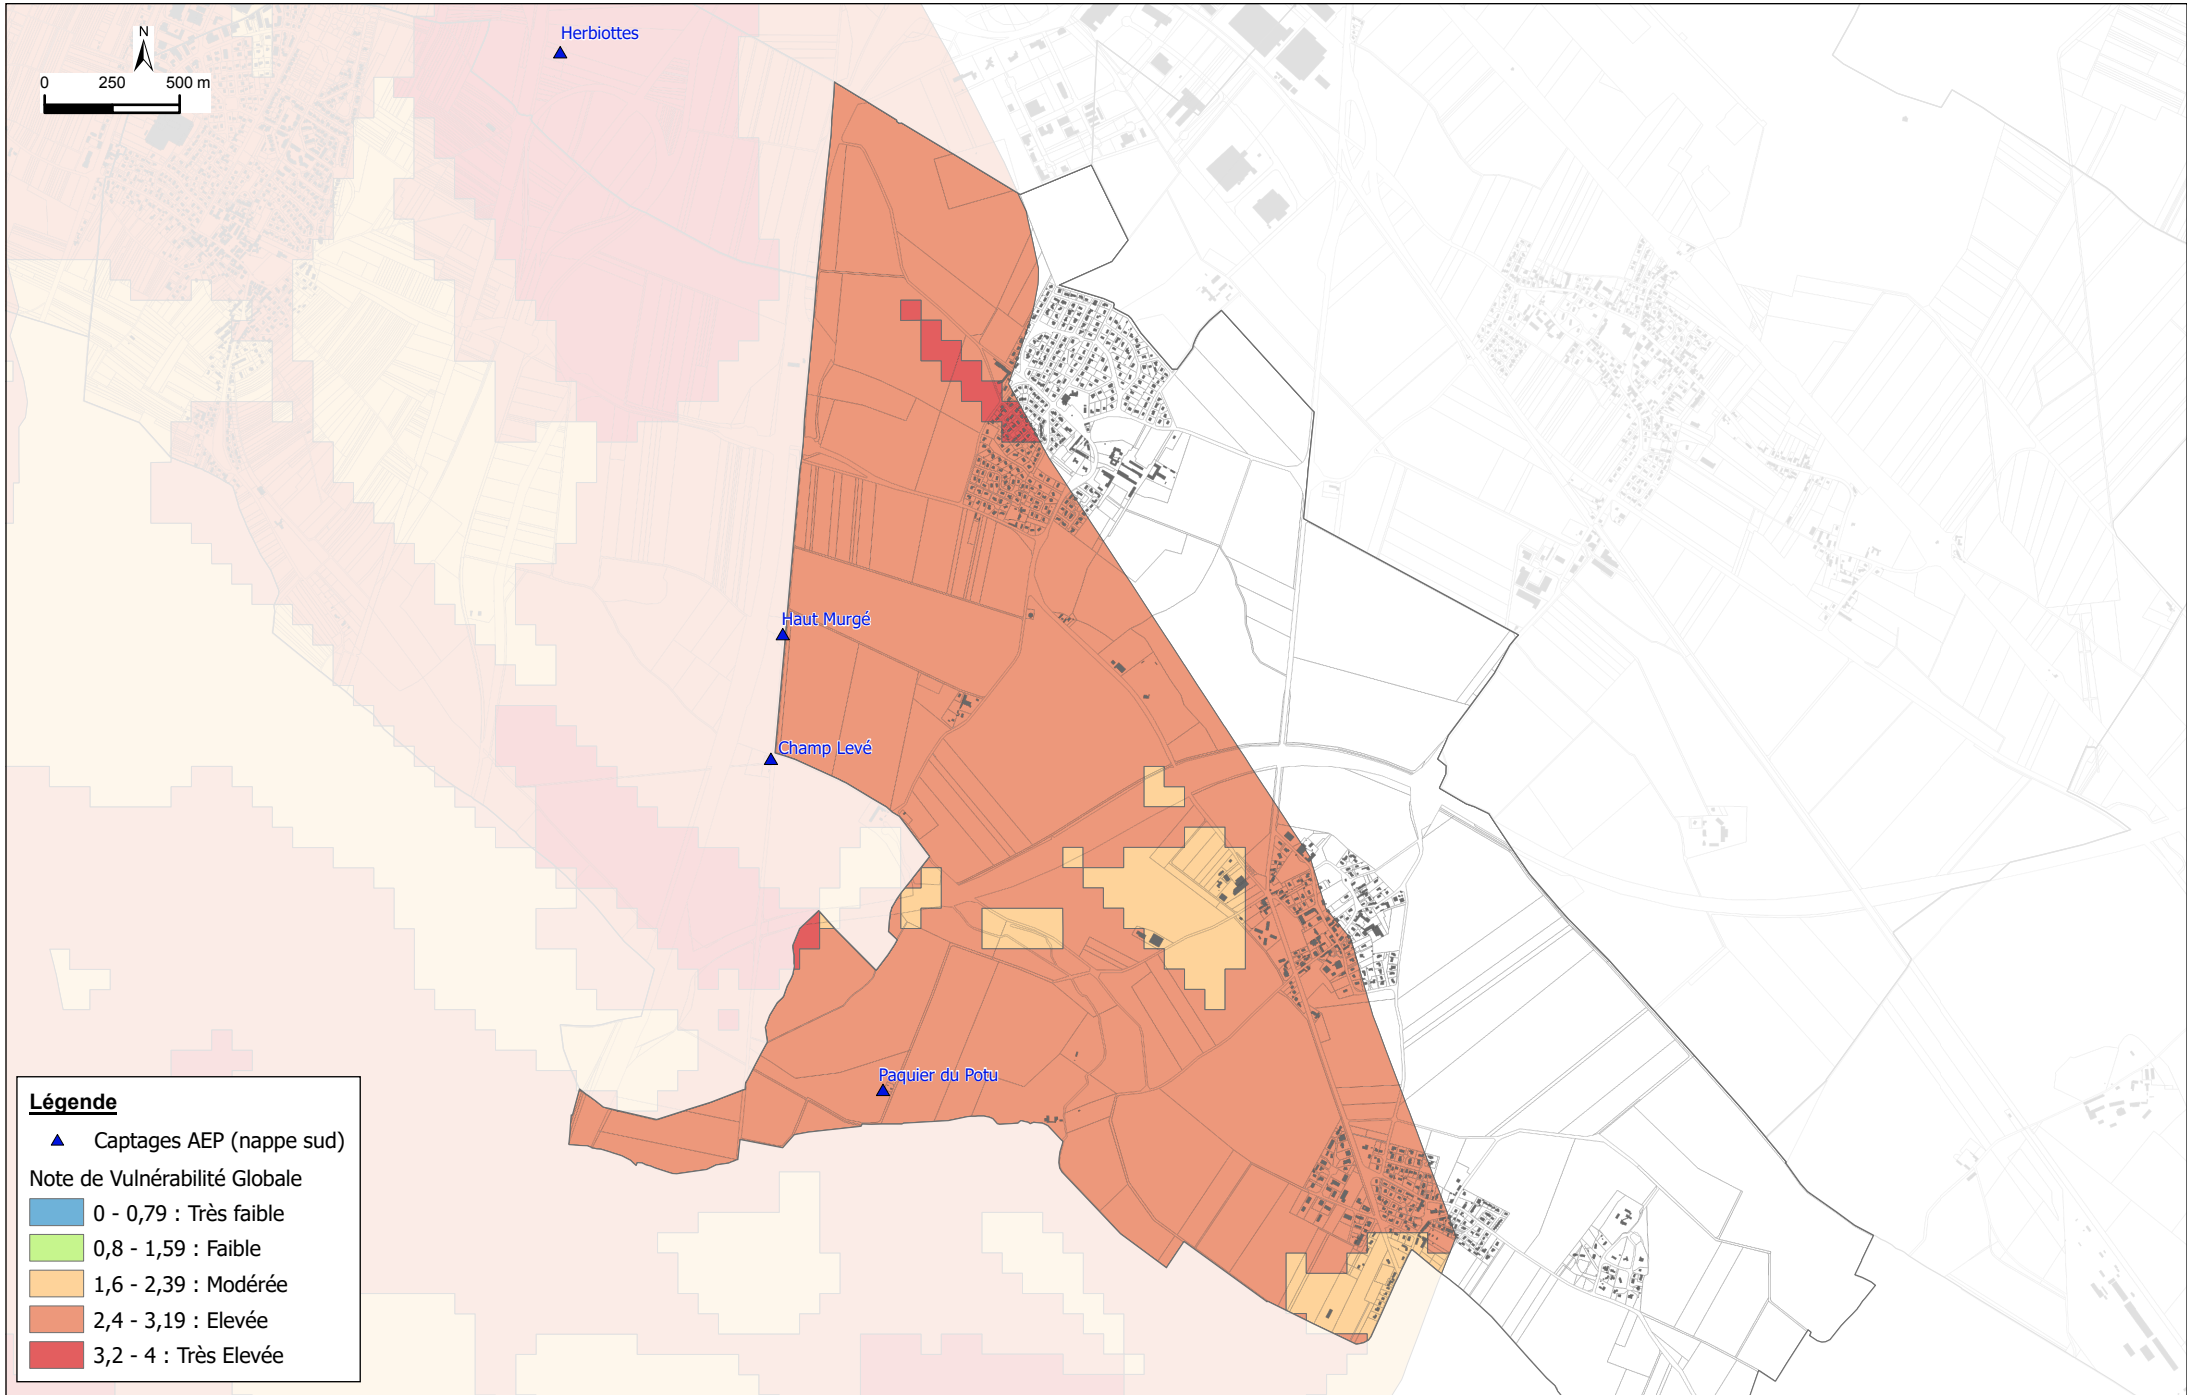 Herbiottes
N
0 250 500 m
Haut Murgé
Champ Levé
Paquier du Potu
Légende
Captages AEP (nappe sud)
Note de Vulnérabilité Globale
0 - 0,79 : Très faible
0,8 - 1,59 : Faible
1,6 - 2,39 : Modérée
2,4 - 3,19 : Elevée
3,2 - 4 : Très Elevée